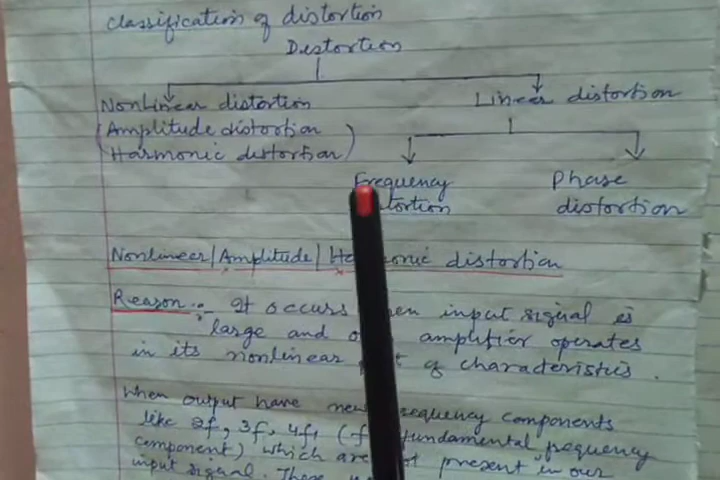 Classification of distortion
Distortion
Nonlinear distortion
Linear distortion
(Amplitude distortion
Harmonic distortion)
Frequency
Phase
distortion
Nonlinear/Amplitude/ distortion
Reason :- It occurs input signal is
large and amplifier operates
in its nonlinear of characteristics.
When output have new frequency components
like 2f, 3f, 4f, (f fundamental frequency
component) which are present in our
input signal. These